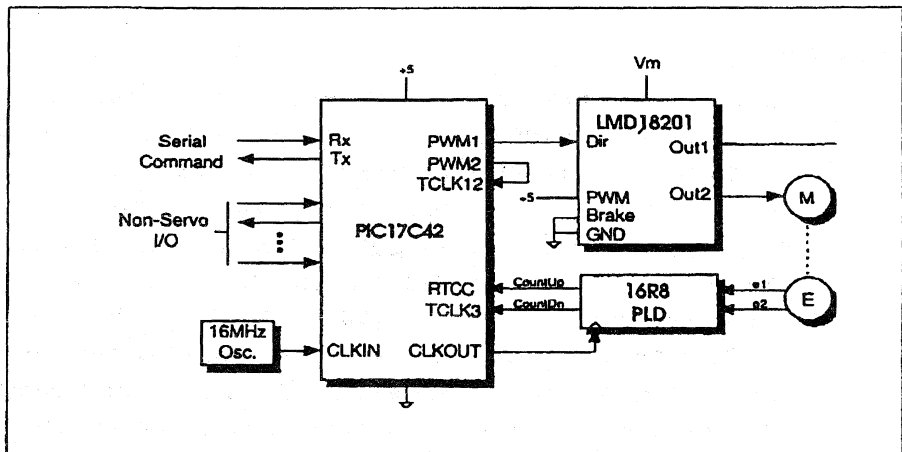 +5
Vm
LMD18201
Serial
Command
Rx
Tx
PWM1
PWM2
TCLK12
Dir
Out1
+5
PWM
Out2
M
Brake
GND
Non-Servo
I/O
PIC17C42
RTCC
TCLK3
CountUp
CountDn
16R8
PLD
e1
e2
E
16MHz
Osc.
CLKIN
CLKOUT